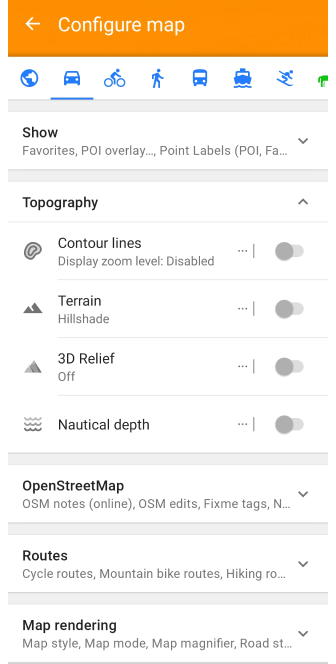 Configure map
Show
Favorites, POI overlay..., Point Labels (POI, Fa...
Topography
Contour lines
Display zoom level: Disabled
Terrain
Hillshade
3D Relief
Off
Nautical depth
OpenStreetMap
OSM notes (online), OSM edits, Fixme tags, N...
Routes
Cycle routes, Mountain bike routes, Hiking ro...
Map rendering
Map style, Map mode, Map magnifier, Road st...